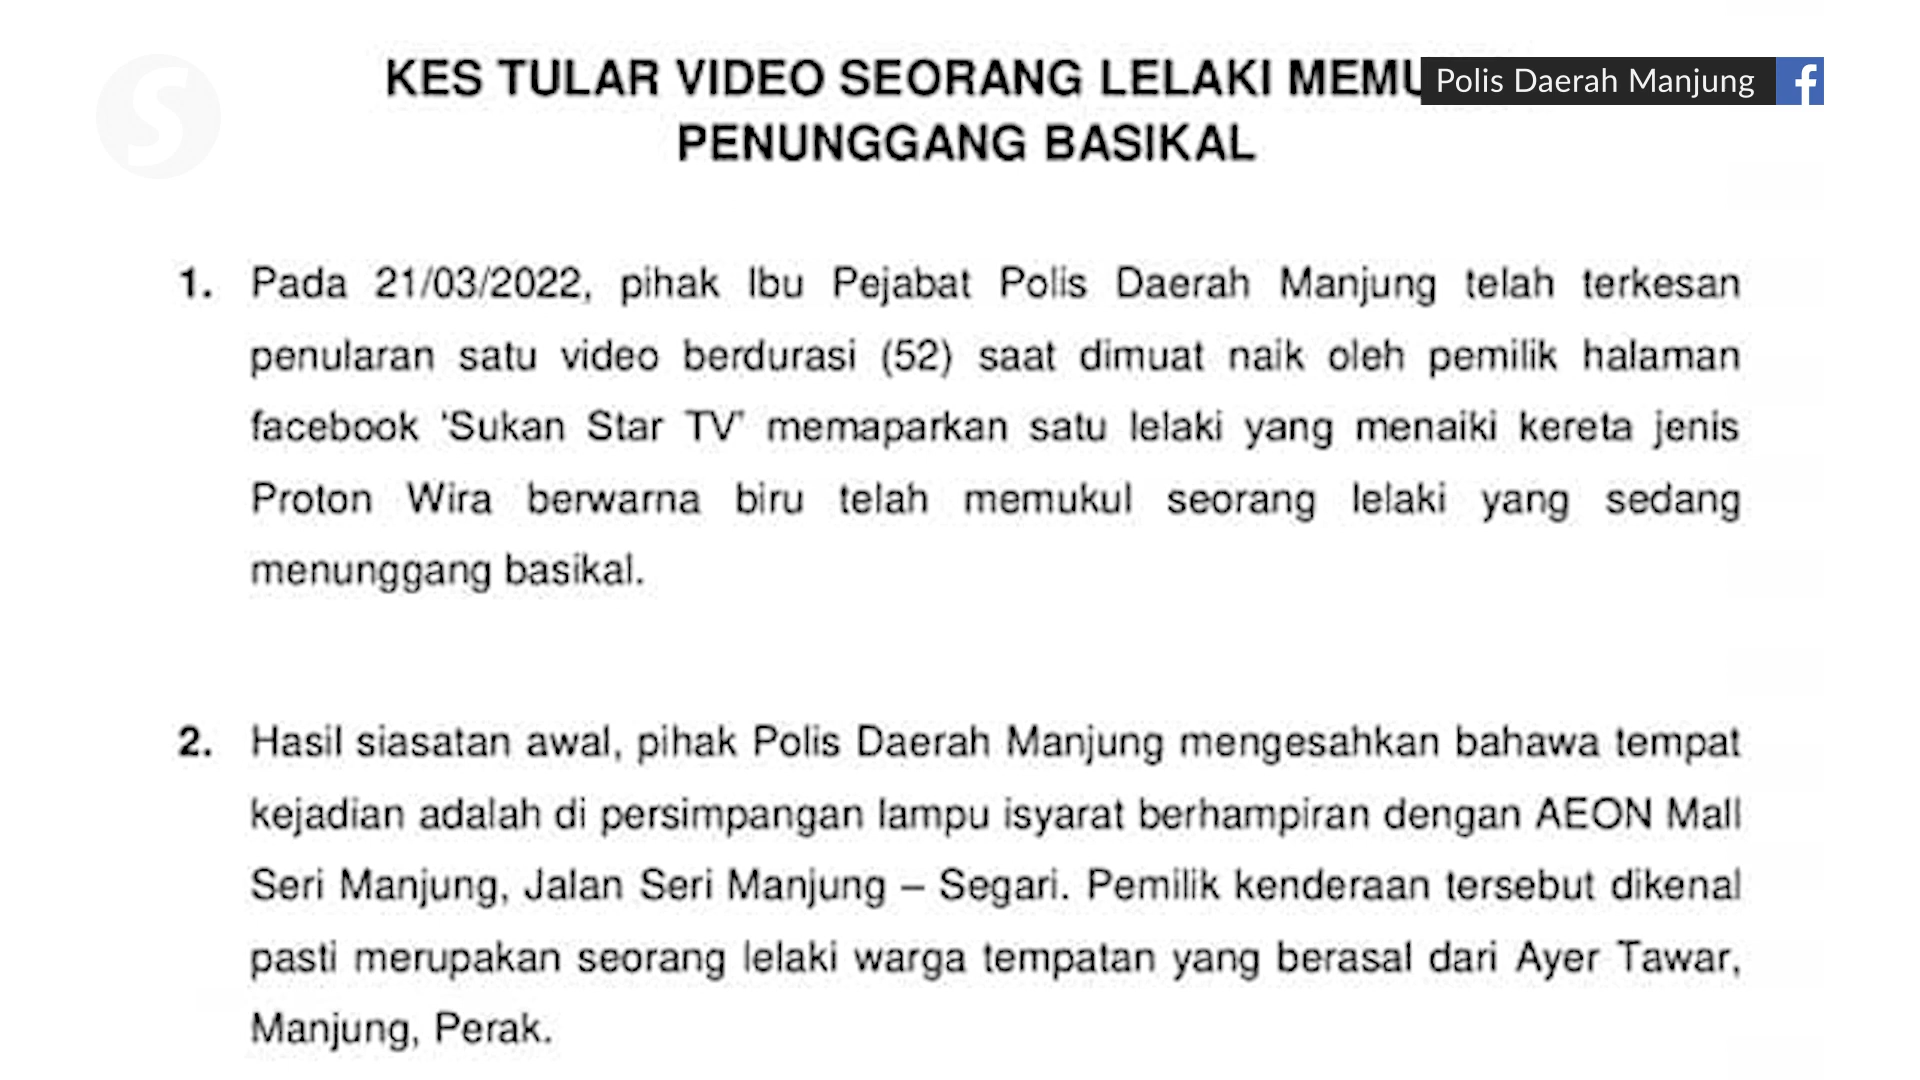 KES TULAR VIDEO SEORANG LELAKI
Polis Daerah Manjung
PENUNGGANG BASIKAL
1. Pada 21/03/2022, pihak Ibu Pejabat Polis Daerah Manjung telah terkesan
penularan satu video berdurasi (52) saat dimuat naik oleh pemilik halaman
facebook 'Sukan Star TV' memaparkan satu lelaki yang menaiki kereta jenis
Proton Wira berwarna biru telah memukul seorang lelaki yang sedang
menunggang basikal.
2. Hasil siasatan awal, pihak Polis Daerah Manjung mengesahkan bahawa tempat
kejadian adalah di persimpangan lampu isyarat berhampiran dengan AEON Mall
Seri Manjung, Jalan Seri Manjung – Segari. Pemilik kenderaan tersebut dikenal
pasti merupakan seorang lelaki warga tempatan yang berasal dari Ayer Tawar,
Manjung, Perak.